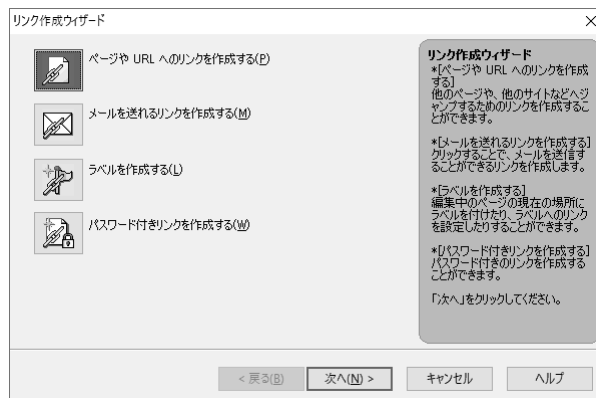 リンク作成ウィザード
ページや URL へのリンクを作成する(P)
メールを送れるリンクを作成する(M)
ラベルを作成する(L)
パスワード付きリンクを作成する(W)
リンク作成ウィザード
*[ページや URL へのリンクを作成
する]
他のページや、他のサイトなどへジ
ャンプするためのリンクを作成するこ
とができます。
*[メールを送れるリンクを作成する]
クリックすることで、メールを送信す
ることができるリンクを作成します。
*[ラベルを作成する]
編集中のページの現在の場所に
ラベルを付けたり、ラベルへのリンク
を設定したりすることができます。
*[パスワード付きリンクを作成する]
パスワード付きのリンクを作成する
ことができます。
「次へ」をクリックしてください。
< 戻る(B) 次へ(N) > キャンセル ヘルプ